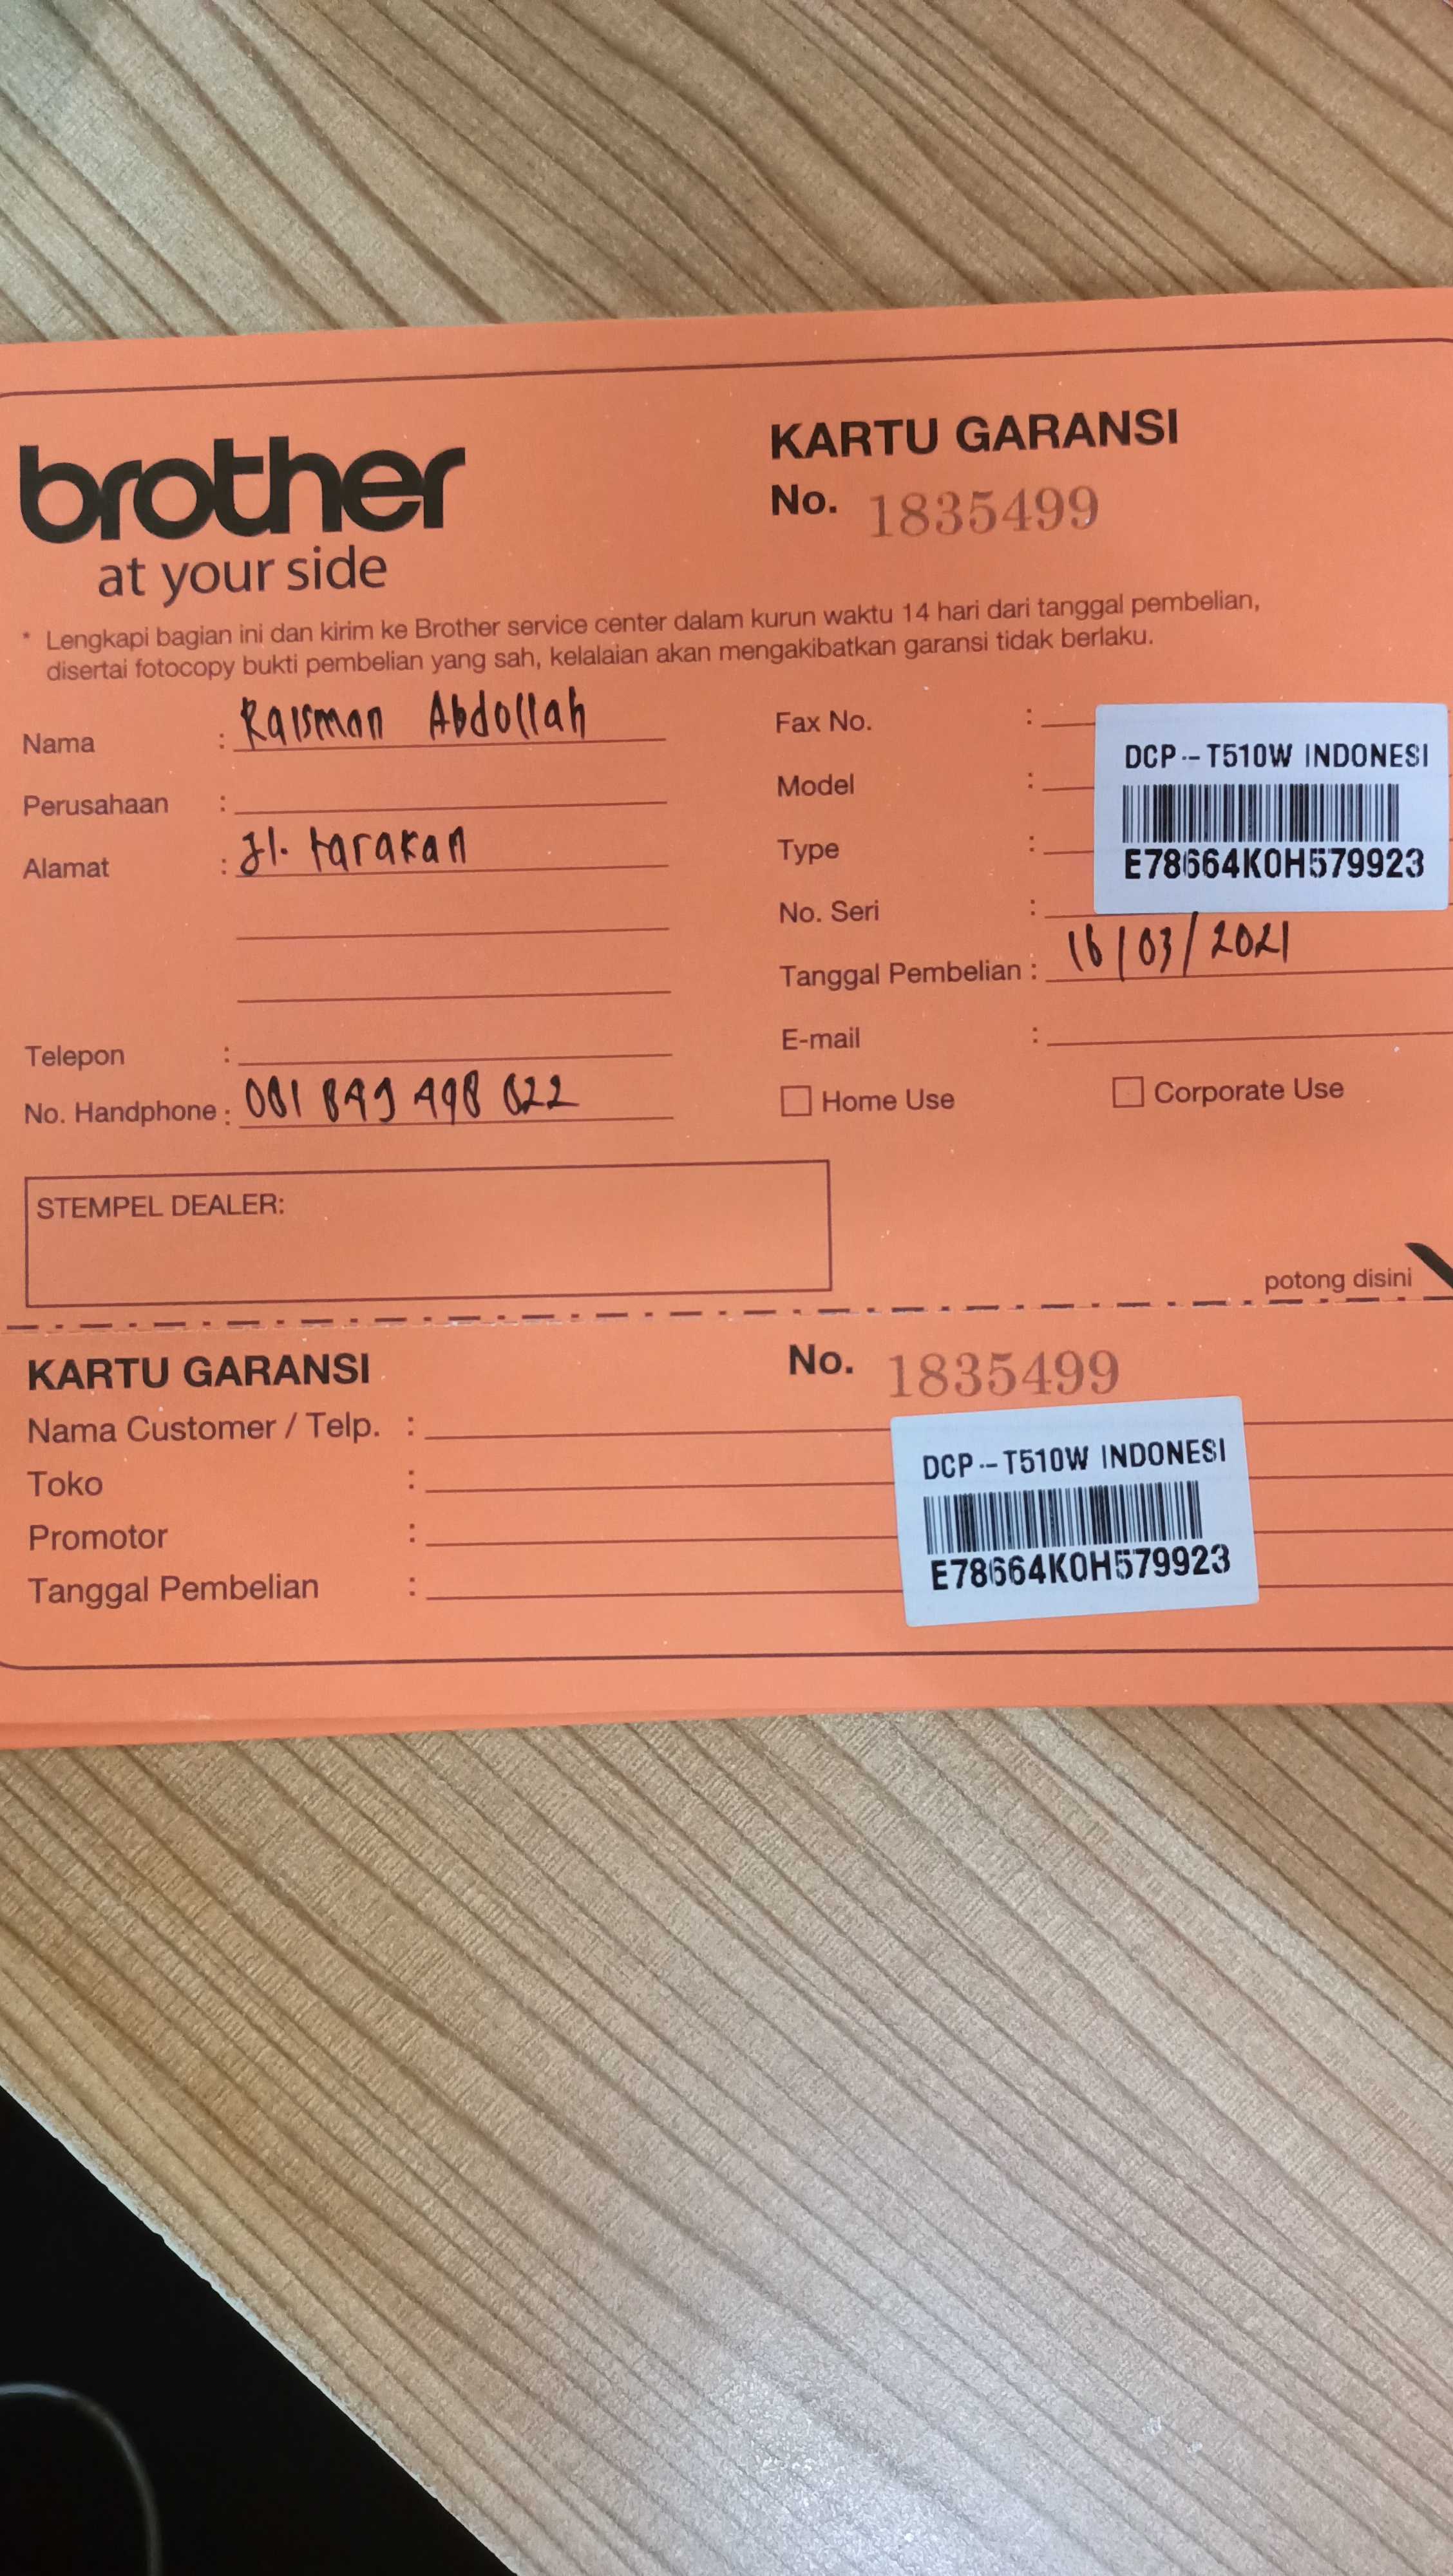 brother
at your side
KARTU GARANSI
No. 1835499
* Lengkapi bagian ini dan kirim ke Brother service center dalam kurun waktu 14 hari dari tanggal pembelian,
disertai fotocopy bukti pembelian yang sah, kelalaian akan mengakibatkan garansi tidak berlaku.
Nama : Raisman Abdollah
Perusahaan :
Alamat : Jl. tarakan
Telepon :
No. Handphone : 081 849 498 822
Fax No. :
Model :
Type :
No. Seri :
DCP-T510W INDONESI
E78664K0H579923
Tanggal Pembelian : 16/03/2021
E-mail :
Home Use
Corporate Use
STEMPEL DEALER:
potong disini
KARTU GARANSI
No. 1835499
Nama Customer / Telp. :
Toko :
Promotor :
Tanggal Pembelian :
DCP-T510W INDONESI
E78664K0H579923